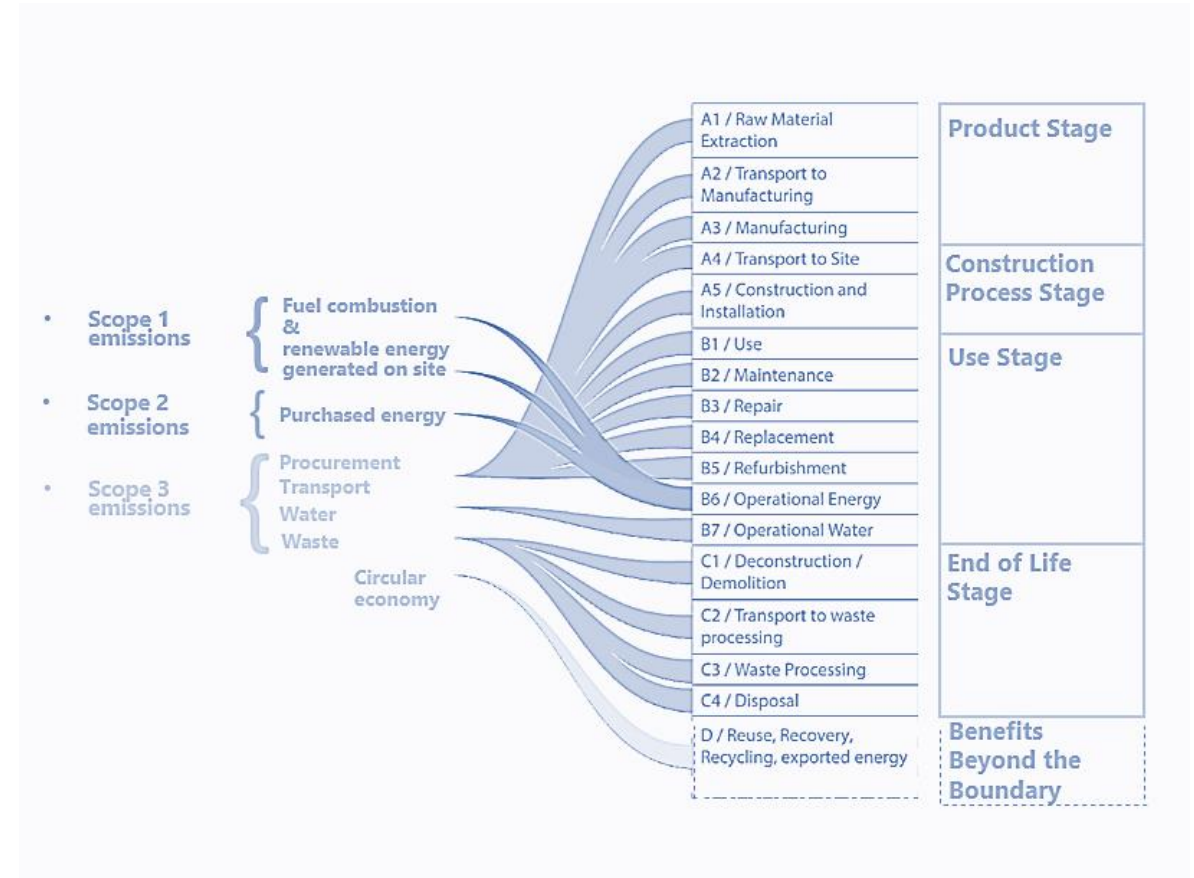 • Scope 1
emissions
{ Fuel combustion
&
renewable energy
generated on site
• Scope 2
emissions
{ Purchased energy
• Scope 3
emissions
{ Procurement
Transport
Water
Waste
Circular
economy
A1 / Raw Material
Extraction
A2 / Transport to
Manufacturing
A3 / Manufacturing
A4 / Transport to Site
A5 / Construction and
Installation
B1 / Use
B2 / Maintenance
B3 / Repair
B4 / Replacement
B5 / Refurbishment
B6 / Operational Energy
B7 / Operational Water
C1 / Deconstruction /
Demolition
C2 / Transport to waste
processing
C3 / Waste Processing
C4 / Disposal
D / Reuse, Recovery,
Recycling, exported energy
Product Stage
Construction
Process Stage
Use Stage
End of Life
Stage
Benefits
Beyond the
Boundary